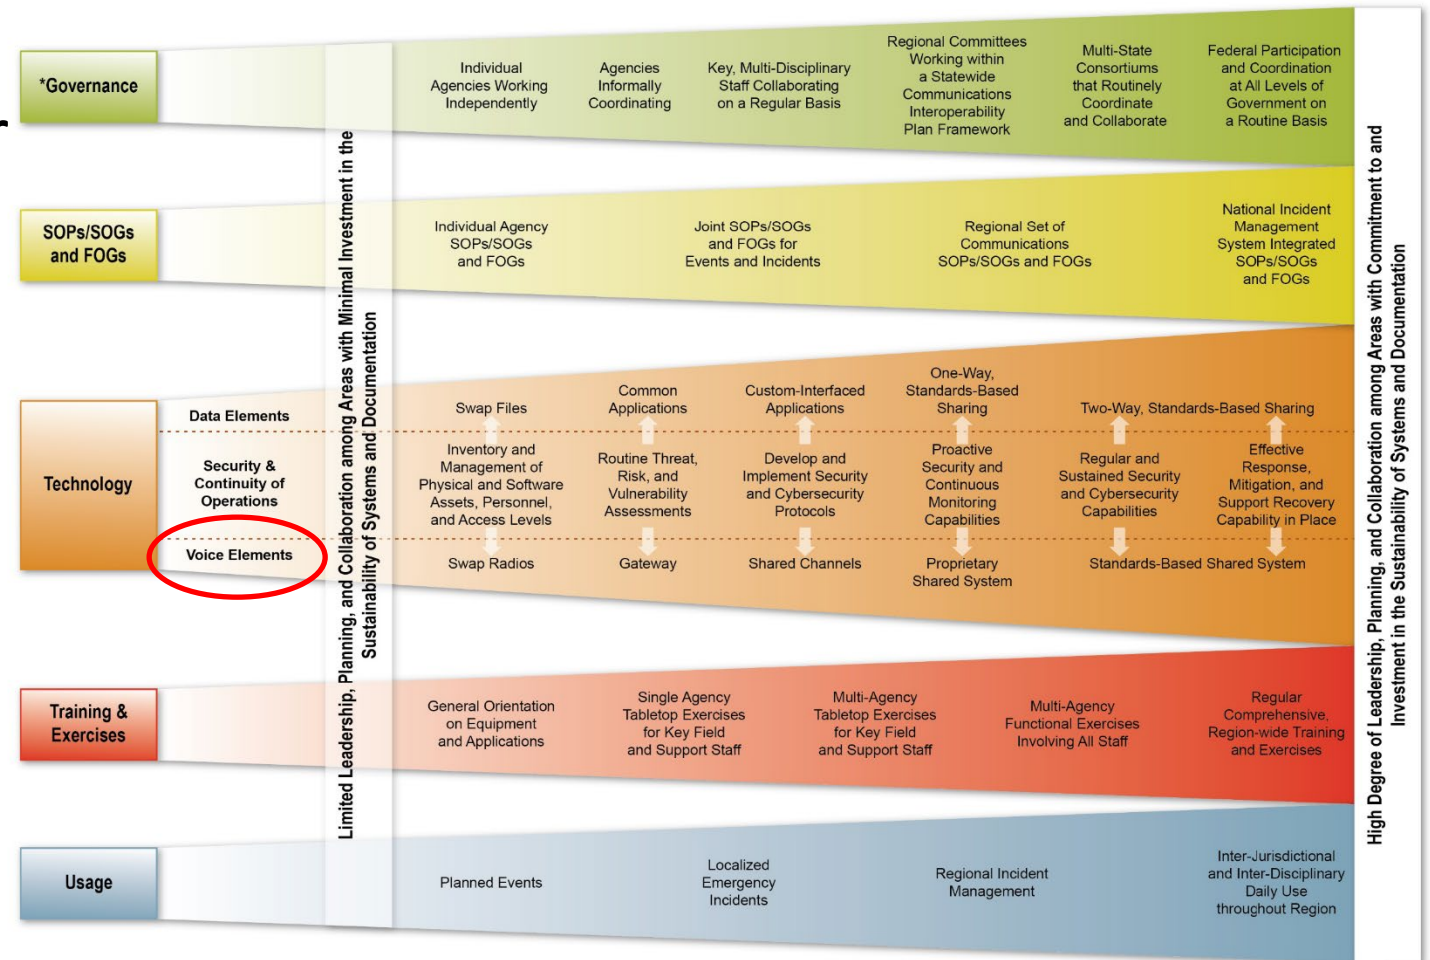 *Governance
Individual
Agencies Working
Independently
Agencies
Informally
Coordinating
Key, Multi-Disciplinary
Staff Collaborating
on a Regular Basis
Regional Committees
Working within
a Statewide
Communications
Interoperability
Plan Framework
Multi-State
Consortiums
that Routinely
Coordinate
and Collaborate
Federal Participation
and Coordination
at All Levels of
Government on
a Routine Basis
SOPs/SOGs
and FOGs
Individual Agency
SOPs/SOGs
and FOGs
Joint SOPs/SOGs
and FOGs for
Events and Incidents
Regional Set of
Communications
SOPs/SOGs and FOGs
National Incident
Management
System Integrated
SOPs/SOGs
and FOGs
Technology
Data Elements
Swap Files
Common
Applications
Custom-Interfaced
Applications
One-Way,
Standards-Based
Sharing
Two-Way, Standards-Based Sharing
Security &
Continuity of
Operations
Inventory and
Management of
Physical and Software
Assets, Personnel,
and Access Levels
Routine Threat,
Risk, and
Vulnerability
Assessments
Develop and
Implement Security
and Cybersecurity
Protocols
Proactive
Security and
Continuous
Monitoring
Capabilities
Regular and
Sustained Security
and Cybersecurity
Capabilities
Effective
Response,
Mitigation, and
Support Recovery
Capability in Place
Voice Elements
Swap Radios
Gateway
Shared Channels
Proprietary
Shared System
Standards-Based Shared System
Training &
Exercises
General Orientation
on Equipment
and Applications
Single Agency
Tabletop Exercises
for Key Field
and Support Staff
Multi-Agency
Tabletop Exercises
for Key Field
and Support Staff
Multi-Agency
Functional Exercises
Involving All Staff
Regular
Comprehensive,
Region-wide Training
and Exercises
Usage
Planned Events
Localized
Emergency
Incidents
Regional Incident
Management
Inter-Jurisdictional
and Inter-Disciplinary
Daily Use
throughout Region
Limited Leadership, Planning, and Collaboration among Areas with Minimal Investment in the
Sustainability of Systems and Documentation
High Degree of Leadership, Planning, and Collaboration among Areas with Commitment to and
Investment in the Sustainability of Systems and Documentation